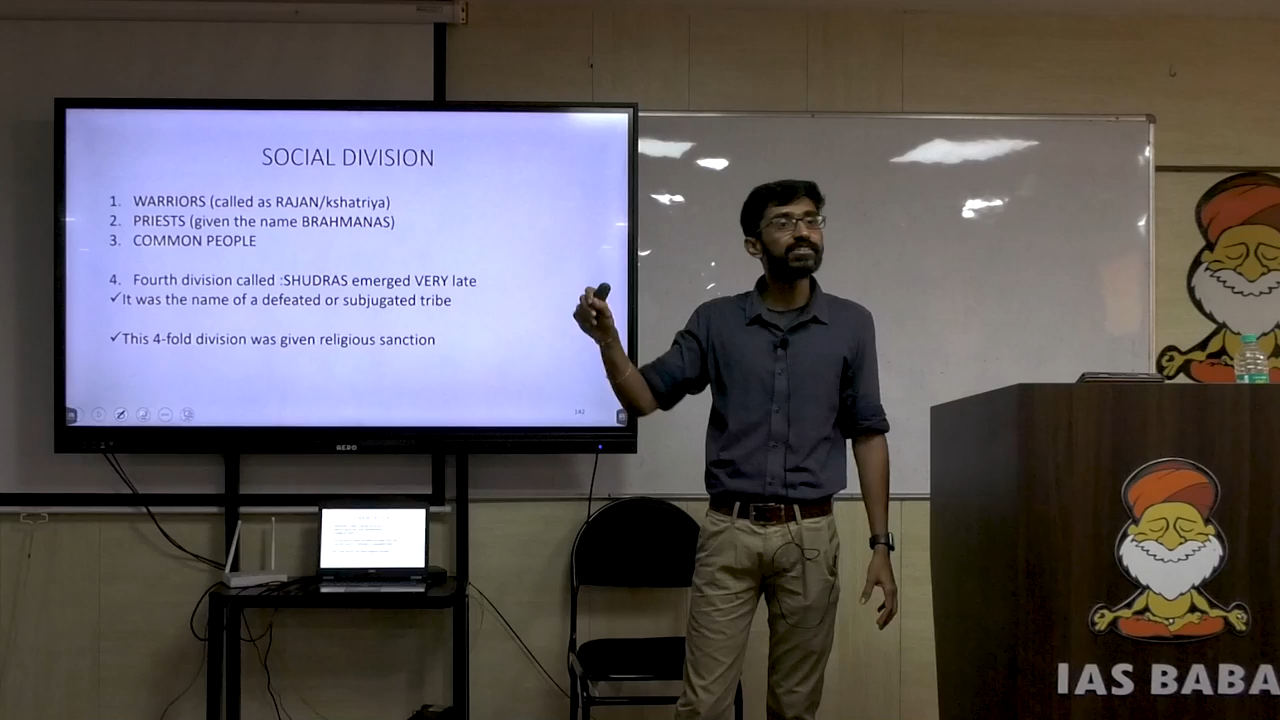 SOCIAL DIVISION
1. WARRIORS (called as RAJAN/kshatriya)
2. PRIESTS (given the name BRAHMANAS)
3. COMMON PEOPLE
4. Fourth division called :SHUDRAS emerged VERY late
✓It was the name of a defeated or subjugated tribe
✓This 4-fold division was given religious sanction
142
IAS BABA